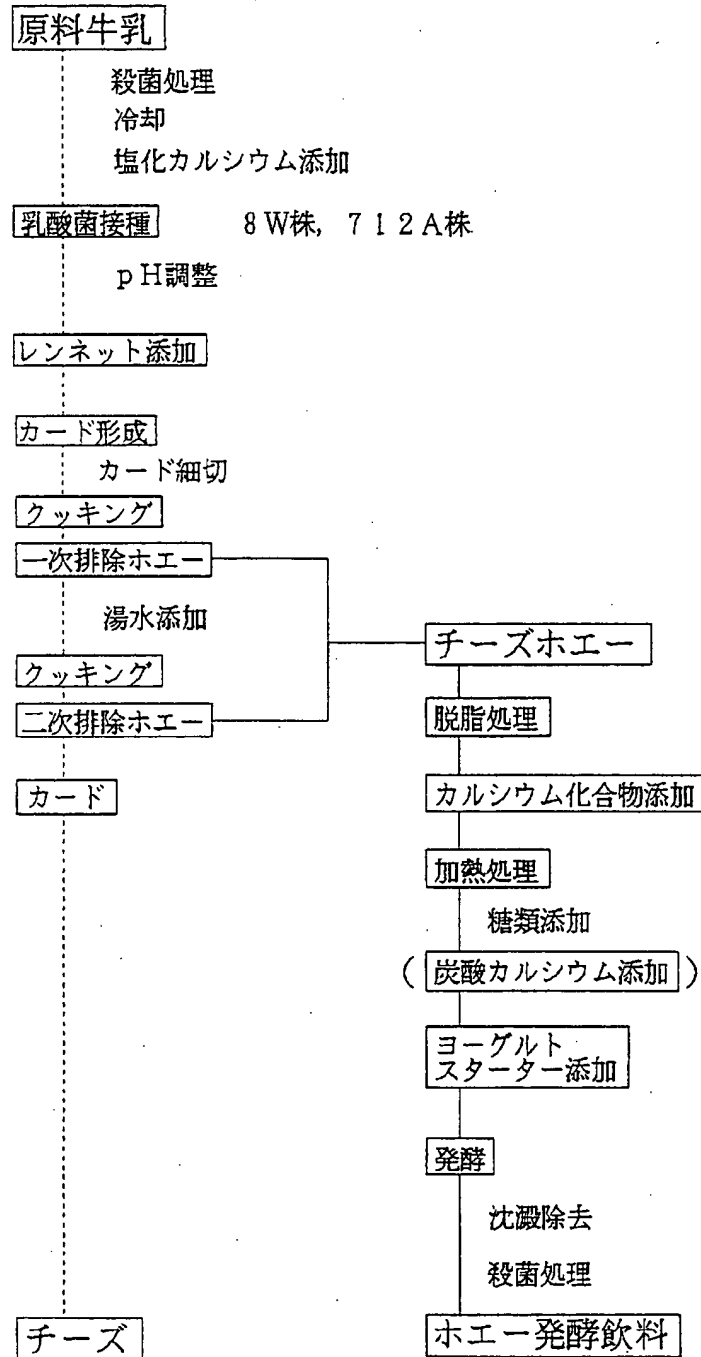 原料牛乳
殺菌処理
冷却
塩化カルシウム添加
乳酸菌接種 8W株, 712A株
pH調整
レンネット添加
カード形成
カード細切
クッキング
一次排除ホエー
湯水添加
クッキング
二次排除ホエー
カード
チーズ
チーズホエー
脱脂処理
カルシウム化合物添加
加熱処理
糖類添加
(炭酸カルシウム添加)
ヨーグルト
スターター添加
発酵
沈澱除去
殺菌処理
ホエー発酵飲料